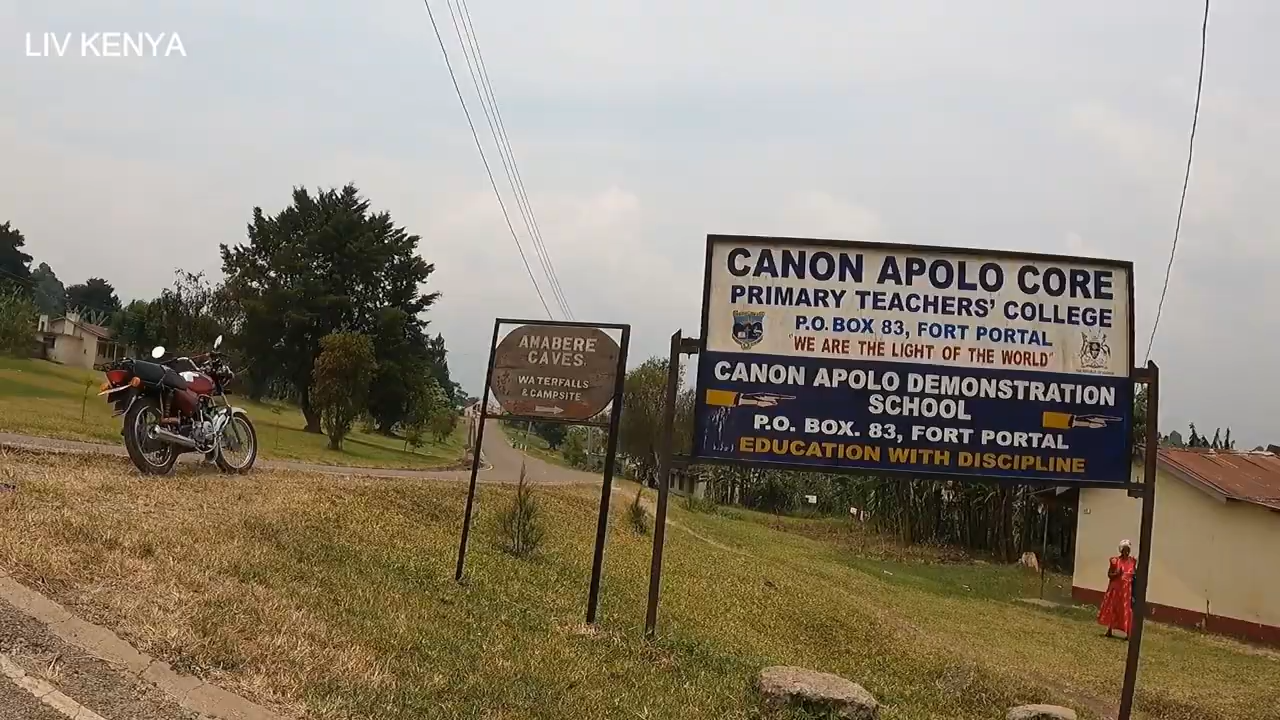 LIV KENYA
AMABERE
CAVES
WATERFALLS
& CAMPSITE
CANON APOLO CORE
PRIMARY TEACHERS' COLLEGE
P.O. BOX 83, FORT PORTAL
"WE ARE THE LIGHT OF THE WORLD"
CANON APOLO DEMONSTRATION
SCHOOL
P.O. BOX. 83, FORT PORTAL
EDUCATION WITH DISCIPLINE